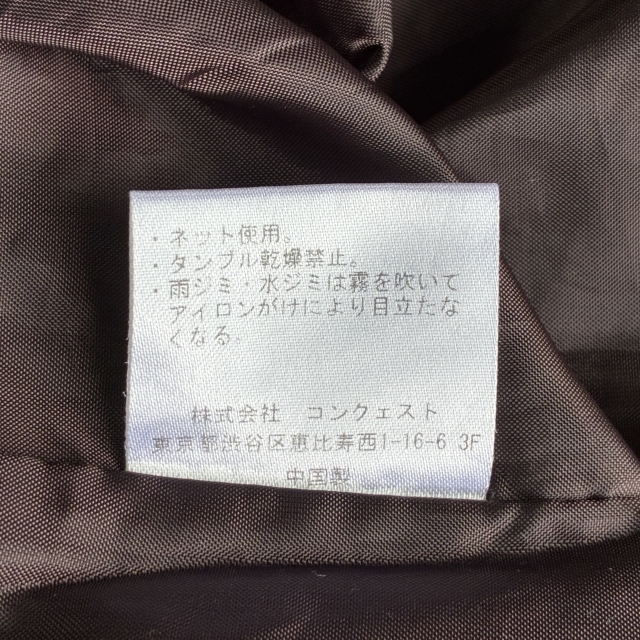 ・ネット使用。
・タンブル乾燥禁止。
・雨ジミ・水ジミは霧を吹いて
アイロンがけにより目立たな
くなる。
株式会社 コンクェスト
東京都渋谷区恵比寿西1-16-6 3F
中国製